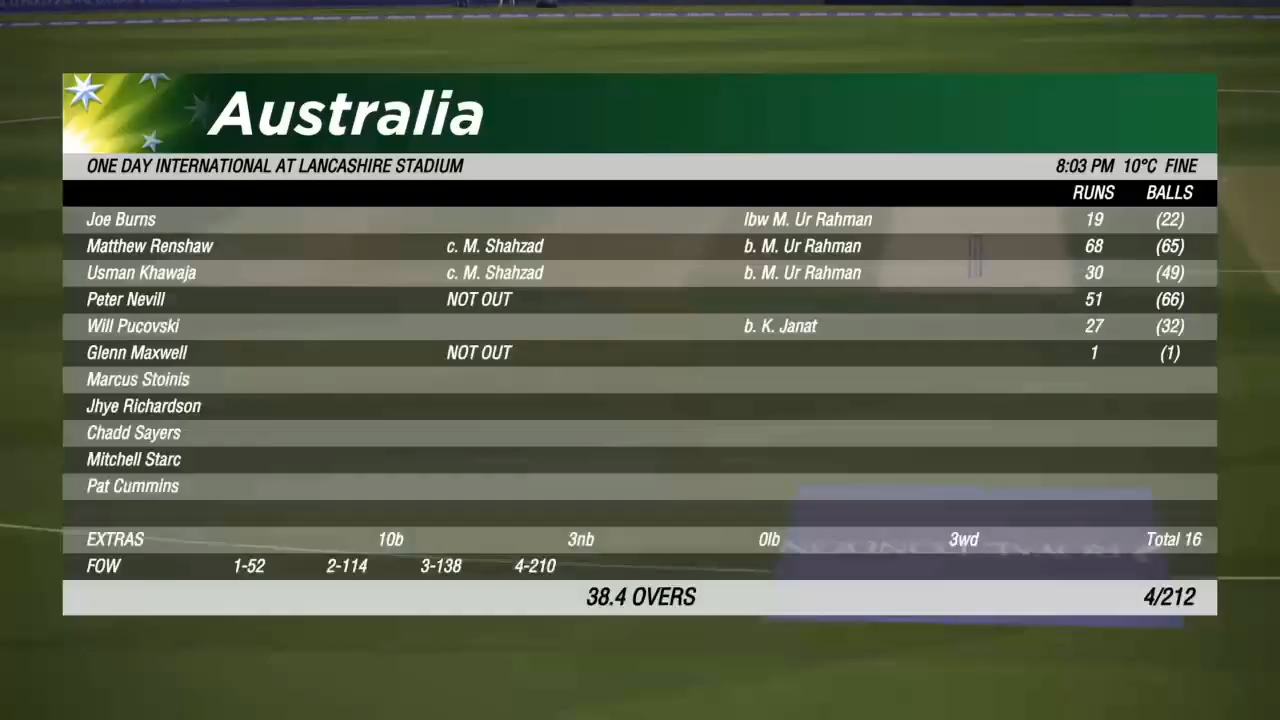 Australia
ONE DAY INTERNATIONAL AT LANCASHIRE STADIUM 8:03 PM 10°C FINE
RUNS BALLS
Joe Burns lbw M. Ur Rahman 19 (22)
Matthew Renshaw c. M. Shahzad b. M. Ur Rahman 68 (65)
Usman Khawaja c. M. Shahzad b. M. Ur Rahman 30 (49)
Peter Nevill NOT OUT 51 (66)
Will Pucovski b. K. Janat 27 (32)
Glenn Maxwell NOT OUT 1 (1)
Marcus Stoinis
Jhye Richardson
Chadd Sayers
Mitchell Starc
Pat Cummins
EXTRAS 10b 3nb 0lb 3wd Total 16
FOW 1-52 2-114 3-138 4-210
38.4 OVERS 4/212